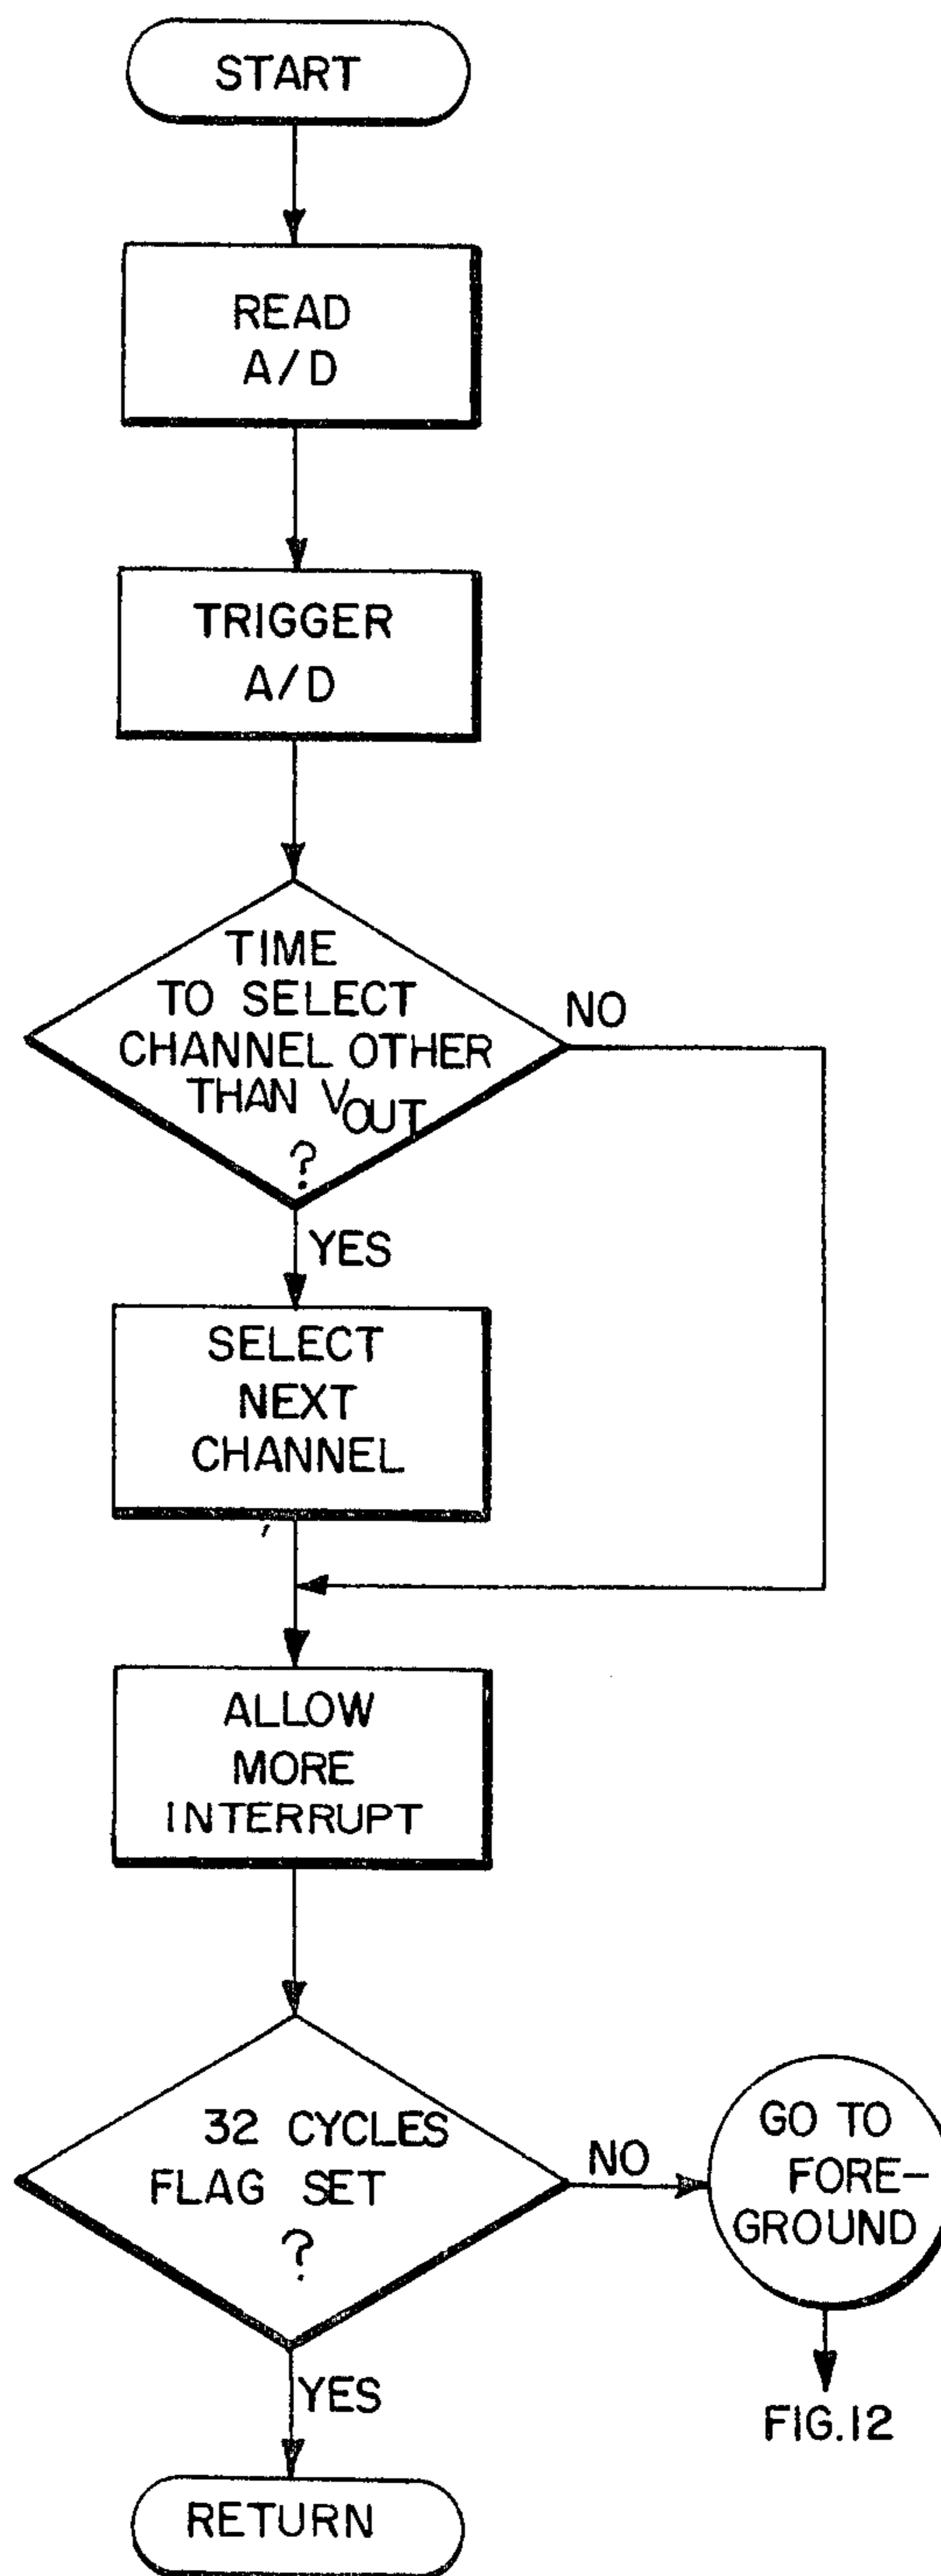 START
READ
A/D
TRIGGER
A/D
TIME
TO SELECT
CHANNEL OTHER
THAN VOUT
?
NO
YES
SELECT
NEXT
CHANNEL
ALLOW
MORE
INTERRUPT
32 CYCLES
FLAG SET
?
NO
GO TO
FORE-
GROUND
YES
FIG.12
RETURN